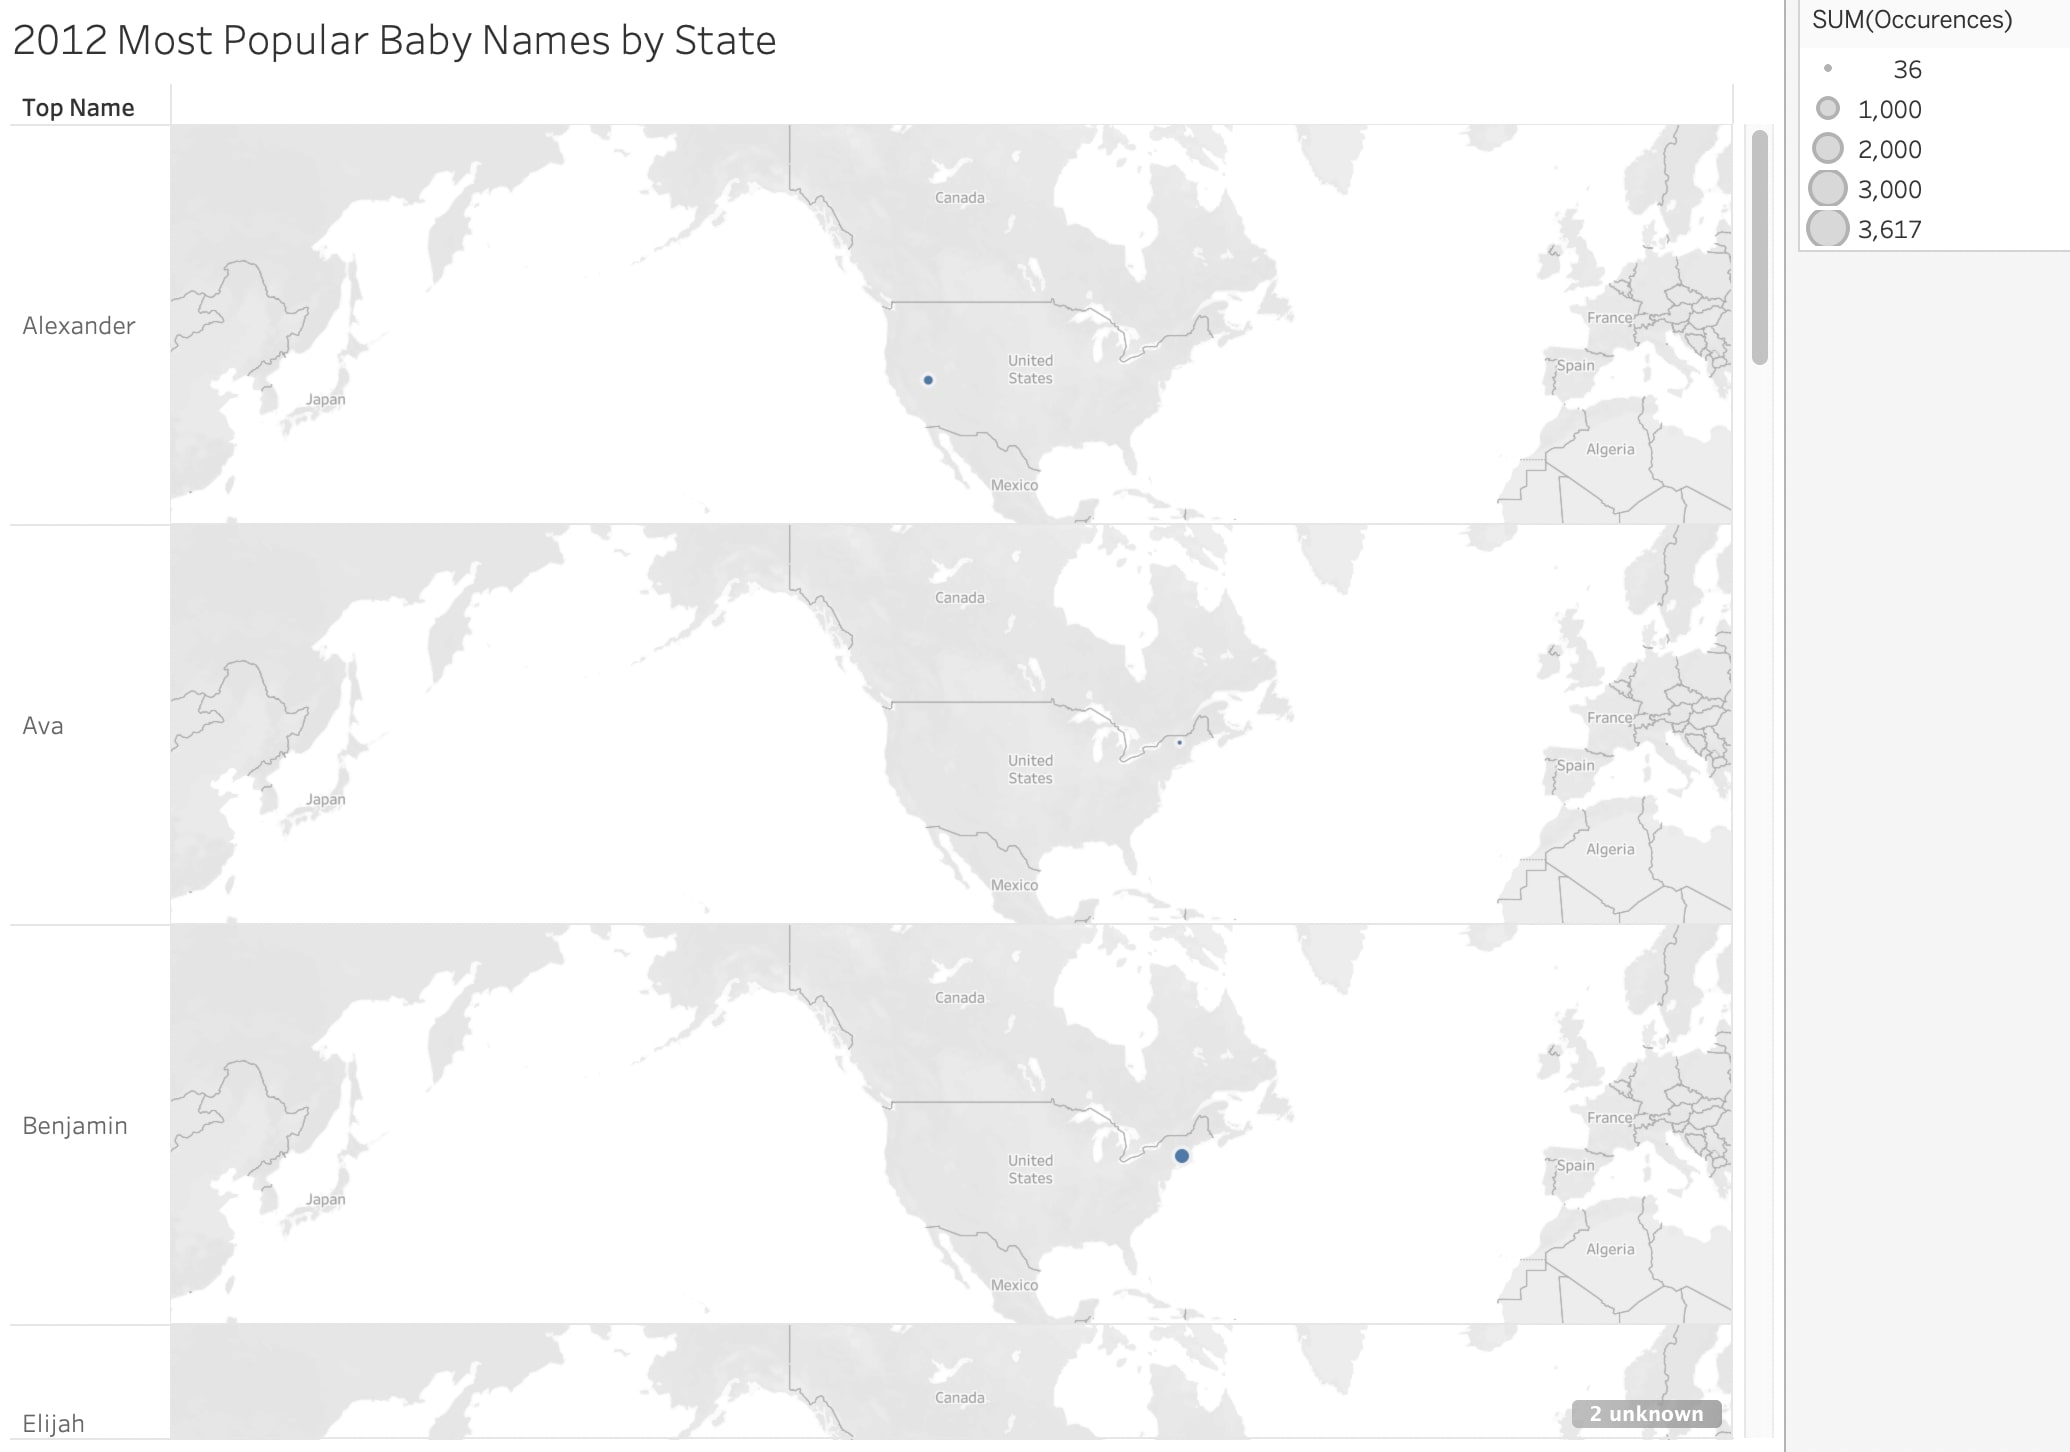 2012 Most Popular Baby Names by State
Top Name
Alexander
Canada
United
States
Mexico
Japan
France
Spain
Algeria
Ava
Canada
United
States
Mexico
Japan
France
Spain
Algeria
Benjamin
Canada
United
States
Mexico
Japan
France
Spain
Algeria
Elijah
Canada
2 unknown
SUM(Occurences)
36
1,000
2,000
3,000
3,617